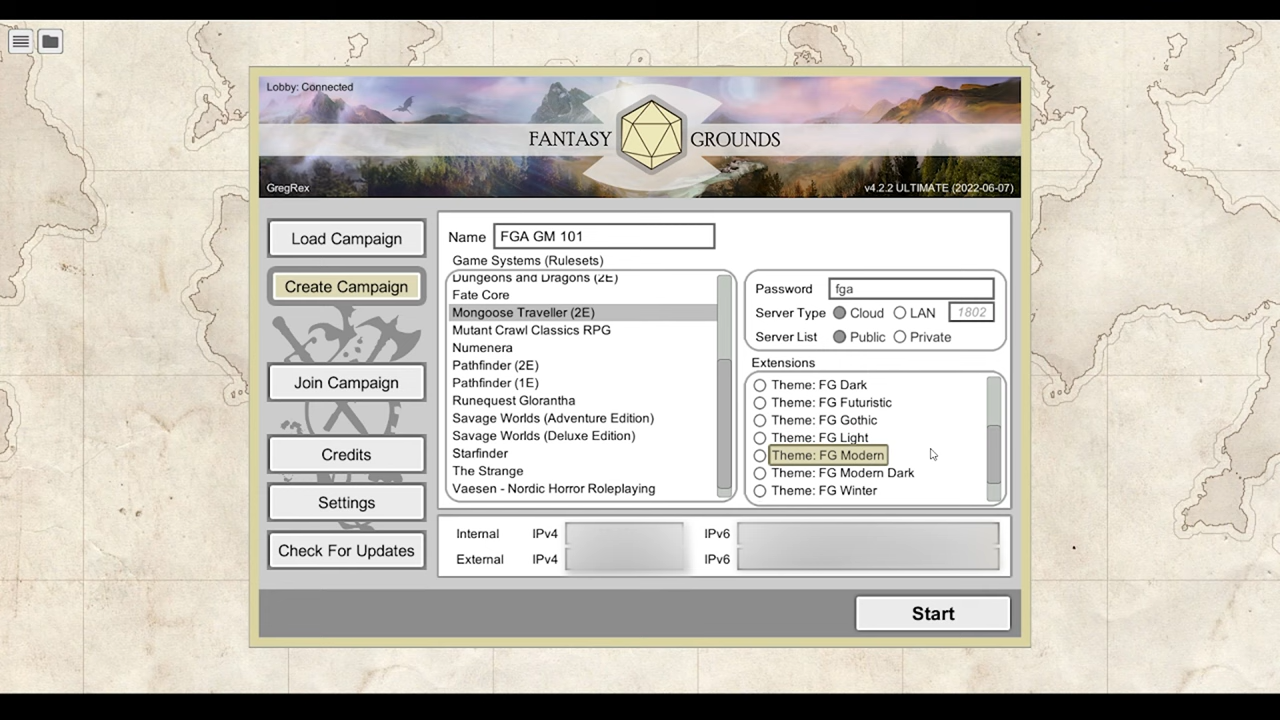 Lobby: Connected
FANTASY GROUNDS
GregRex
v4.2.2 ULTIMATE (2022-06-07)
Load Campaign
Create Campaign
Join Campaign
Credits
Settings
Check For Updates
Name FGA GM 101
Game Systems (Rulesets)
Dungeons and Dragons (2E)
Fate Core
Mongoose Traveller (2E)
Mutant Crawl Classics RPG
Numenera
Pathfinder (2E)
Pathfinder (1E)
Runequest Glorantha
Savage Worlds (Adventure Edition)
Savage Worlds (Deluxe Edition)
Starfinder
The Strange
Vaesen - Nordic Horror Roleplaying
Password fga
Server Type Cloud LAN 1802
Server List Public Private
Extensions
Theme: FG Dark
Theme: FG Futuristic
Theme: FG Gothic
Theme: FG Light
Theme: FG Modern
Theme: FG Modern Dark
Theme: FG Winter
Internal IPv4 IPv6
External IPv4 IPv6
Start